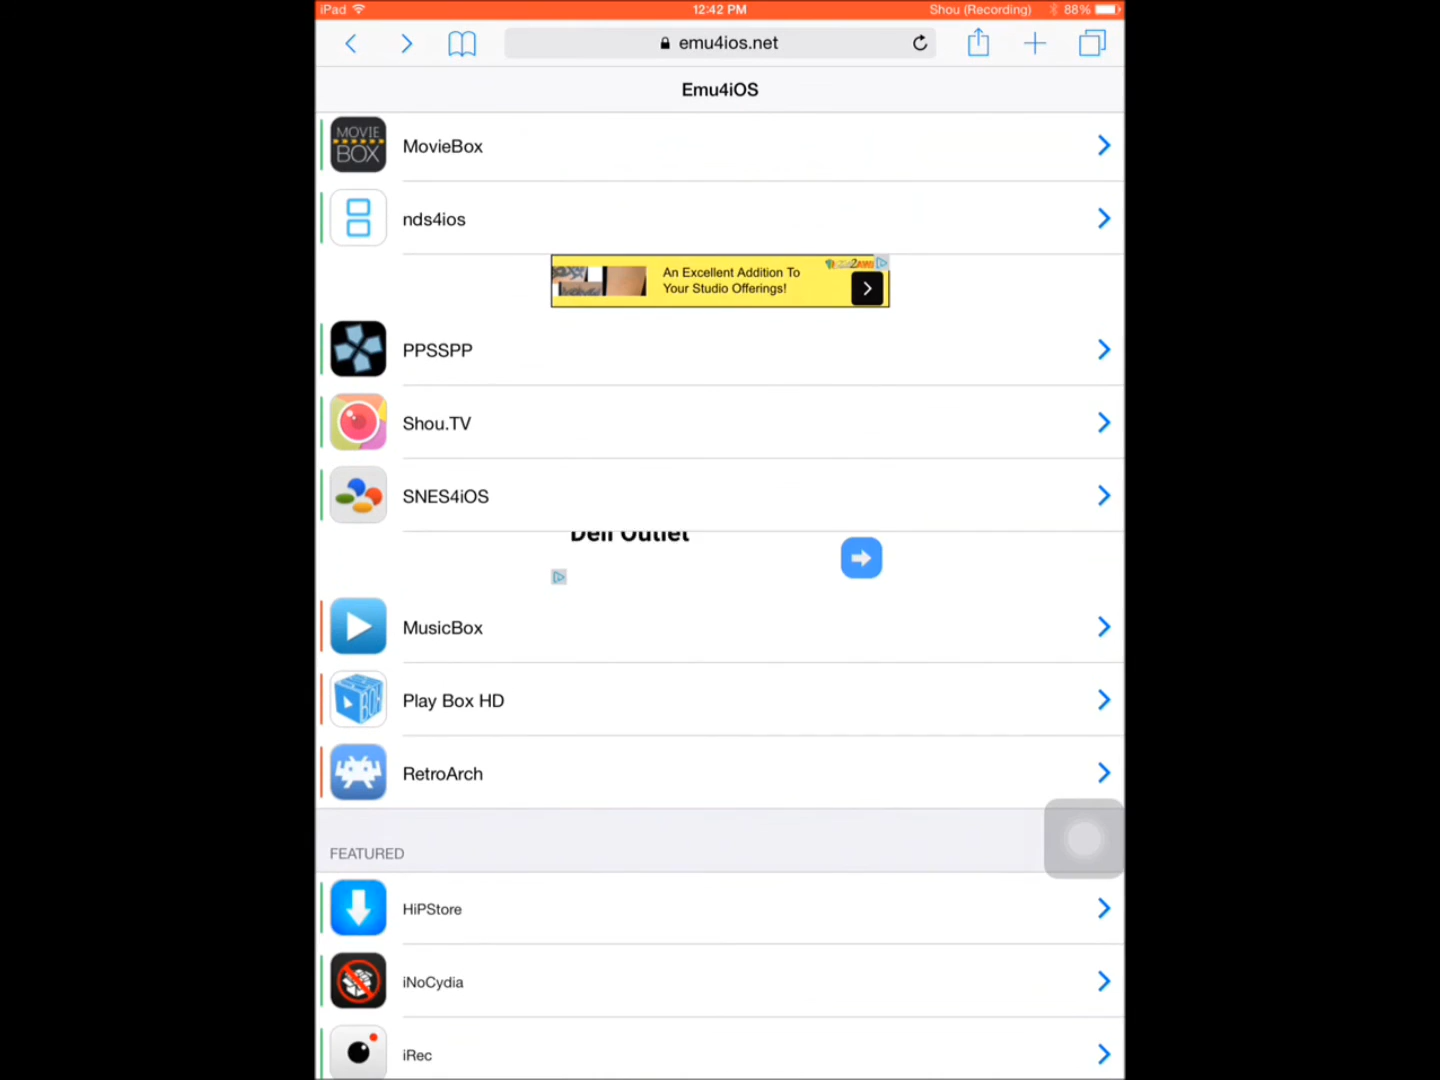 iPad 12:42 PM Shou (Recording) 88%
emu4ios.net
Emu4iOS
MOVIE
BOX
MovieBox
nds4ios
An Excellent Addition To
Your Studio Offerings!
PPSSPP
Shou.TV
SNES4iOS
Dell Outlet
MusicBox
Play Box HD
RetroArch
FEATURED
HiPStore
iNoCydia
iRec